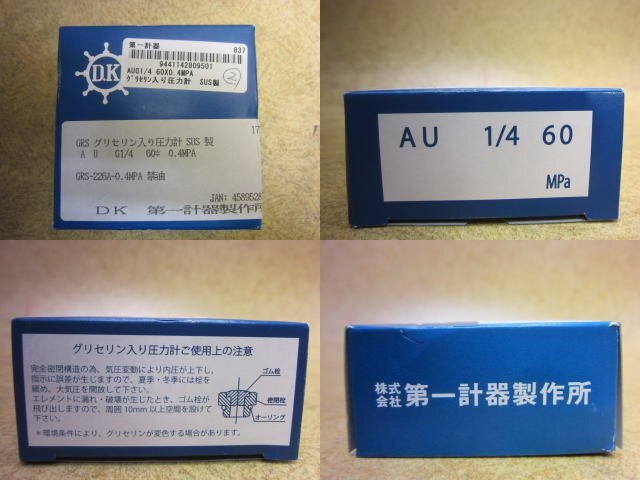 D.K
第一計器
837
9441142809501
AUG1/4 60X0.4MPA
グリセリン入り圧力計 SUS製
2
17
GRS グリセリン入り圧力計 SUS 製
A U G1/4 60Φ 0.4MPA
GRS-226A-0.4MPA 禁油
JAN: 4589528
DK 第一計器製作所
AU 1/4 60
MPa
グリセリン入り圧力計ご使用上の注意
完全密閉構造の為、気圧変動により内圧が上下し、
指示に誤差が生じますので、夏季・冬季には栓を
緩め、大気圧を開放して下さい。
エレメントに漏れ・破壊が生じたとき、ゴム栓が
飛び出しますので、周囲10mm以上空間を設けて
下さい。
*環境条件により、グリセリンが変色する場合があります。
ゴム栓
密閉栓
オーリング
株式会社 第一計器製作所